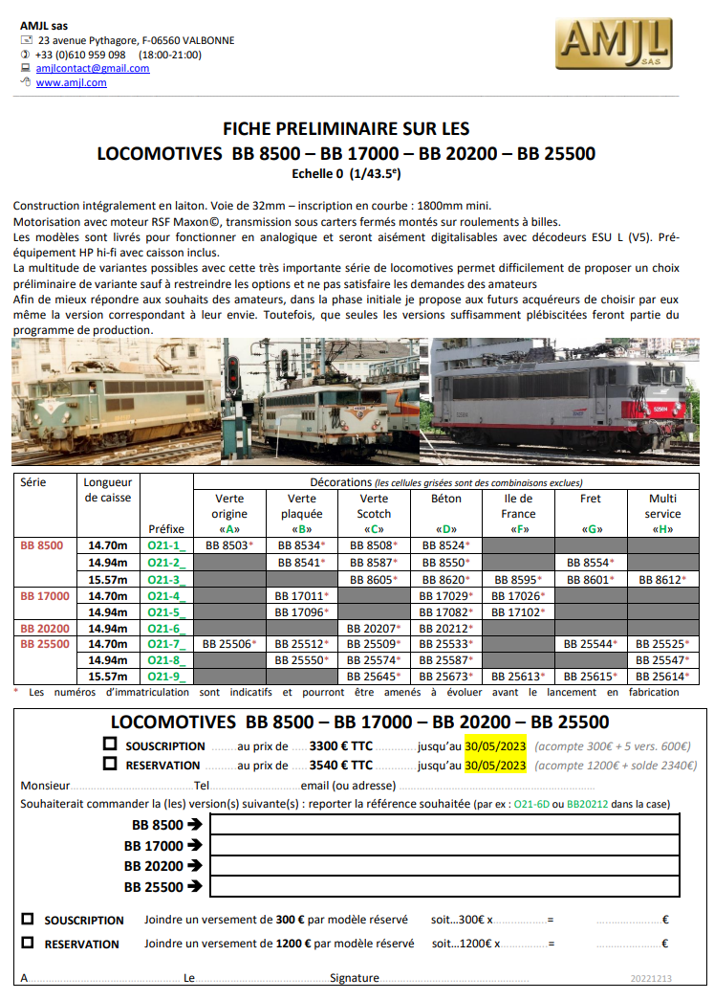 AMJL sas
23 avenue Pythagore, F-06560 VALBONNE
+33 (0)610 959 098 (18:00-21:00)
amjlcontact@gmail.com
www.amjl.com
AMJL
SAS
FICHE PRELIMINAIRE SUR LES
LOCOMOTIVES BB 8500 – BB 17000 – BB 20200 – BB 25500
Echelle 0 (1/43.5e)
Construction intégralement en laiton. Voie de 32mm – inscription en courbe : 1800mm mini.
Motorisation avec moteur RSF Maxon©, transmission sous carters fermés montés sur roulements à billes.
Les modèles sont livrés pour fonctionner en analogique et seront aisément digitalisables avec décodeurs ESU L (V5). Pré-
équipement HP hi-fi avec caisson inclus.
La multitude de variantes possibles avec cette très importante série de locomotives permet difficilement de proposer un choix
préliminaire de variante sauf à restreindre les options et ne pas satisfaire les demandes des amateurs
Afin de mieux répondre aux souhaits des amateurs, dans la phase initiale je propose aux futurs acquéreurs de choisir par eux
même la version correspondant à leur envie. Toutefois, que seules les versions suffisamment plébiscitées feront partie du
programme de production.
Série Longueur de caisse Préfixe Décorations (les cellules grisées sont des combinaisons exclues)
Verte origine «A» Verte plaquée «B» Verte Scotch «C» Béton «D» Ile de France «F» Fret «G» Multi service «H»
BB 8500 14.70m O21-1_ BB 8503* BB 8534* BB 8508* BB 8524*
14.94m O21-2_ BB 8541* BB 8587* BB 8550* BB 8554*
15.57m O21-3_ BB 8605* BB 8620* BB 8595* BB 8601* BB 8612*
BB 17000 14.70m O21-4_ BB 17011* BB 17029* BB 17026*
14.94m O21-5_ BB 17096* BB 17082* BB 17102*
BB 20200 14.94m O21-6_ BB 20207* BB 20212*
BB 25500 14.70m O21-7_ BB 25506* BB 25512* BB 25509* BB 25533* BB 25544* BB 25525*
14.94m O21-8_ BB 25550* BB 25574* BB 25587* BB 25547*
15.57m O21-9_ BB 25645* BB 25673* BB 25613* BB 25615* BB 25614*
* Les numéros d’immatriculation sont indicatifs et pourront être amenés à évoluer avant le lancement en fabrication
LOCOMOTIVES BB 8500 – BB 17000 – BB 20200 – BB 25500
SOUSCRIPTION ........au prix de .... 3300 € TTC .............jusqu’au 30/05/2023 (acompte 300€ + 5 vers. 600€)
RESERVATION ........au prix de .... 3540 € TTC .............jusqu’au 30/05/2023 (acompte 1200€ + solde 2340€)
Monsieur..............................Tel......................email (ou adresse) ..............................
Souhaiterait commander la (les) version(s) suivante(s) : reporter la référence souhaitée (par ex : O21-6D ou BB20212 dans la case)
BB 8500 ➔
BB 17000 ➔
BB 20200 ➔
BB 25500 ➔
SOUSCRIPTION Joindre un versement de 300 € par modèle réservé soit…300€ x.............= .............€
RESERVATION Joindre un versement de 1200 € par modèle réservé soit…1200€ x.............= .............€
A.............................. Le..............................Signature..............................
20221213